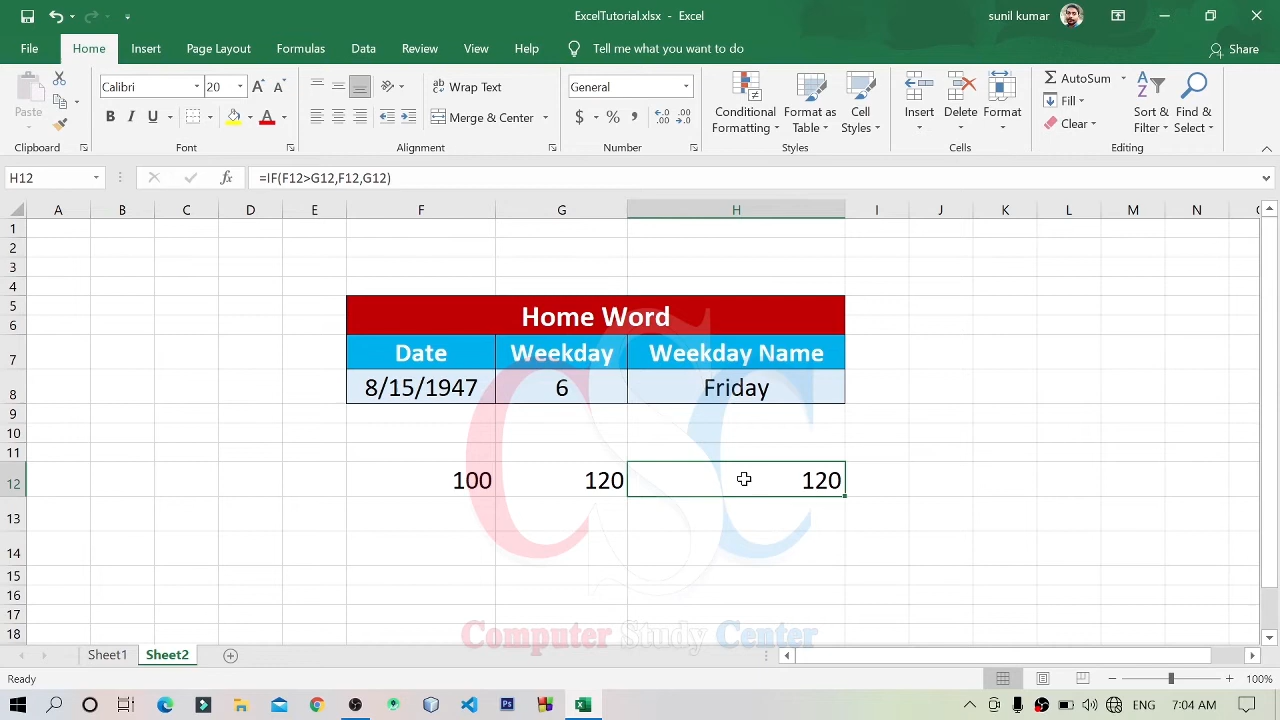 ExcelTutorial.xlsx - Excel
sunil kumar
File Home Insert Page Layout Formulas Data Review View Help Tell me what you want to do Share
Paste
Calibri 20 A A
Wrap Text
General
B I U A
Merge & Center
$ % ,
Conditional Formatting
Format as Table
Cell Styles
Insert
Delete
Format
AutoSum
Fill
Clear
Sort & Filter
Find & Select
Clipboard Font Alignment Number Styles Cells Editing
H12 fx =IF(F12>G12,F12,G12)
A B C D E F G H I J K L M N
1
2
3
4
5
6
Home Word
7 Date Weekday Weekday Name
8 8/15/1947 6 Friday
9
10
11
12 100 120 120
13
14
15
16
17
18
CSC
Computer Study Center
Sheet1 Sheet2
Ready 100%
ENG 7:04 AM